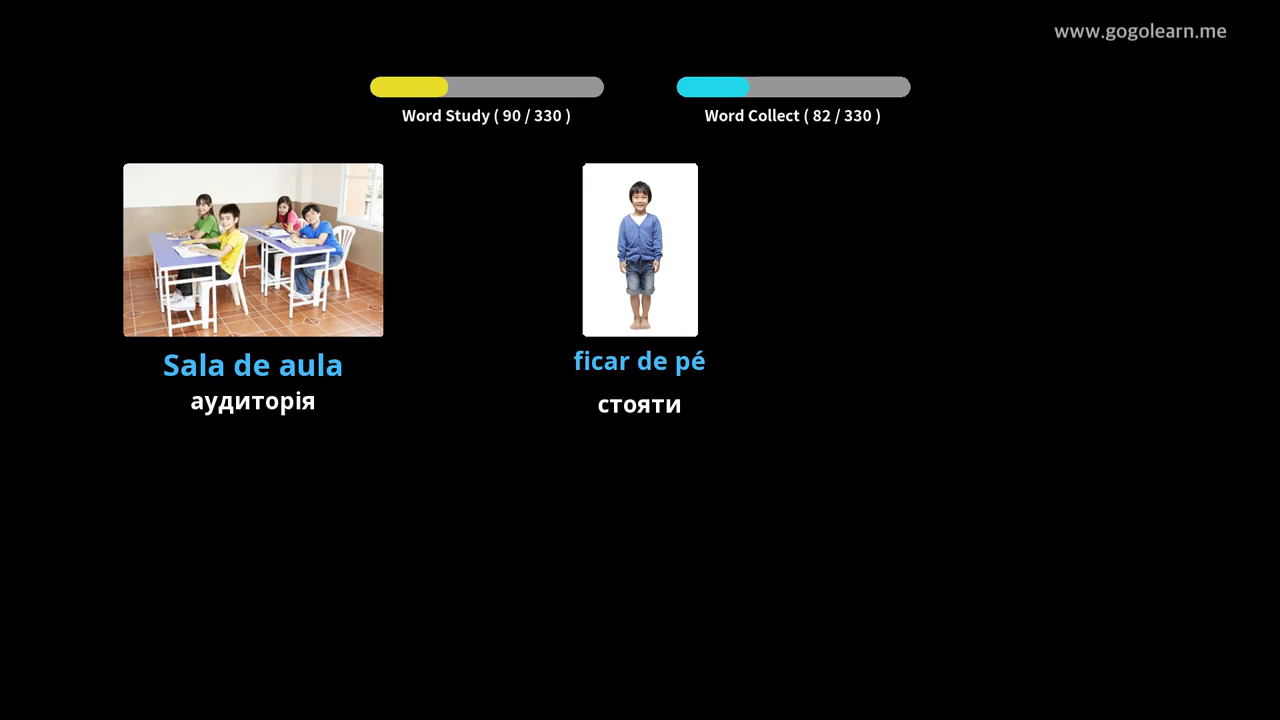 www.gogolearn.me
Word Study ( 90 / 330 )
Word Collect ( 82 / 330 )
Sala de aula
аудиторія
ficar de pé
стояти